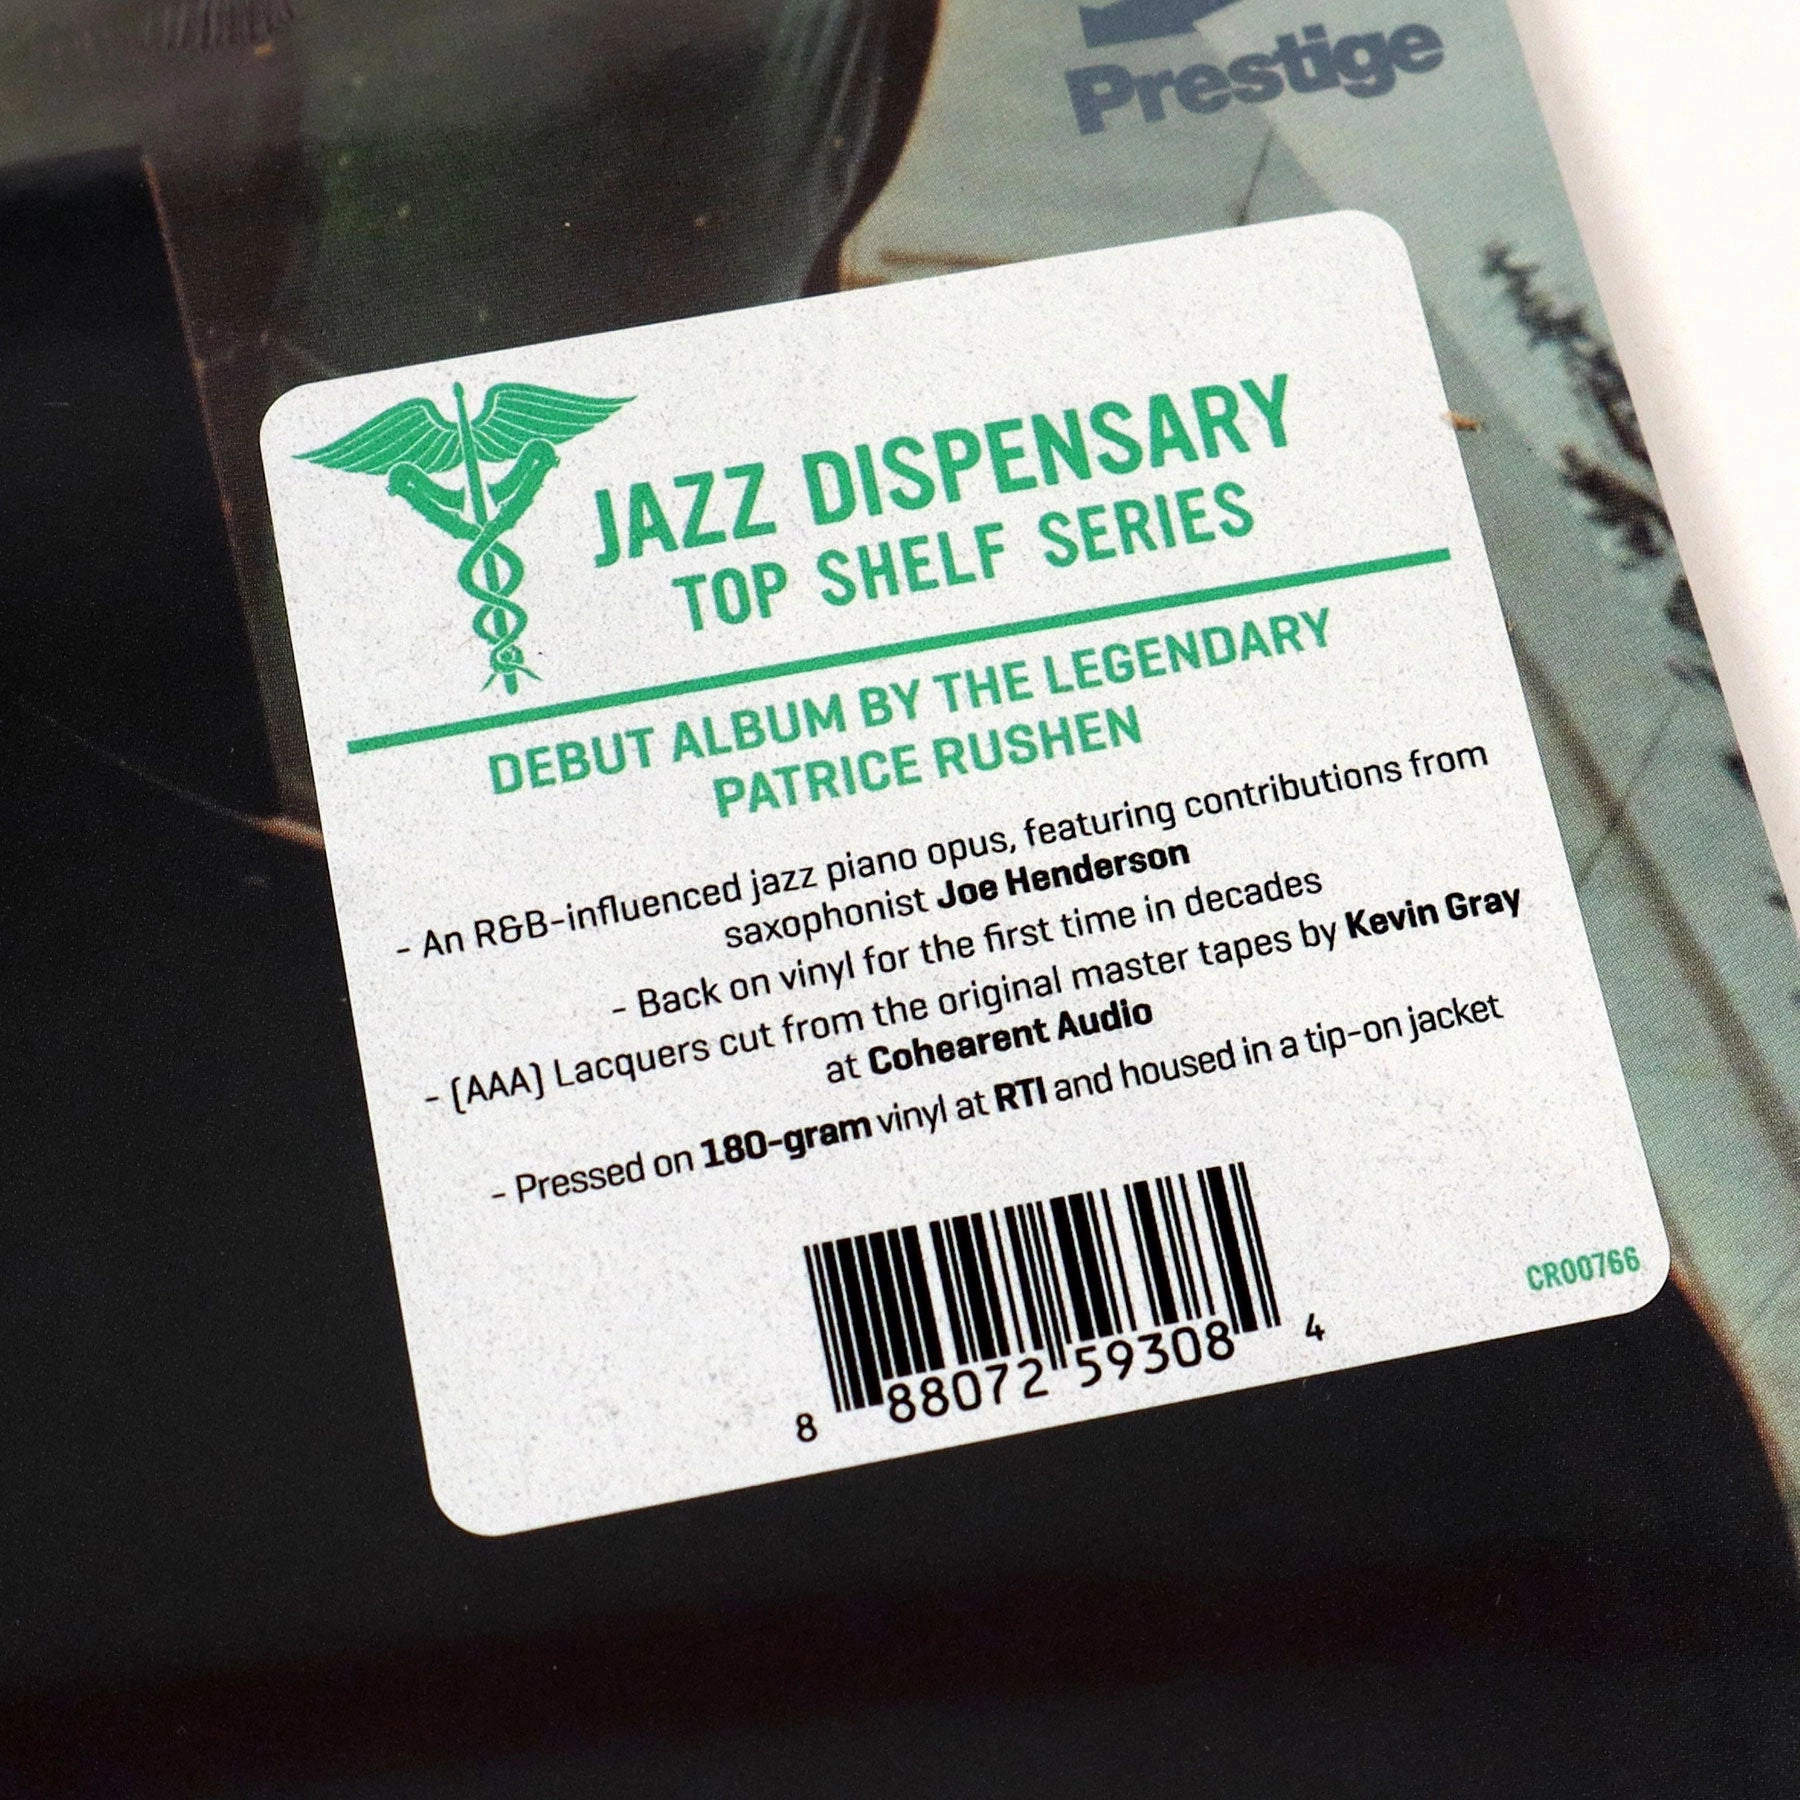 Prestige
JAZZ DISPENSARY
TOP SHELF SERIES
DEBUT ALBUM BY THE LEGENDARY
PATRICE RUSHEN
- An R&B-influenced jazz piano opus, featuring contributions from
saxophonist Joe Henderson
- Back on vinyl for the first time in decades
- (AAA) Lacquers cut from the original master tapes by Kevin Gray
at Cohearent Audio
- Pressed on 180-gram vinyl at RTI and housed in a tip-on jacket
8 88072 59308 4
CR00766